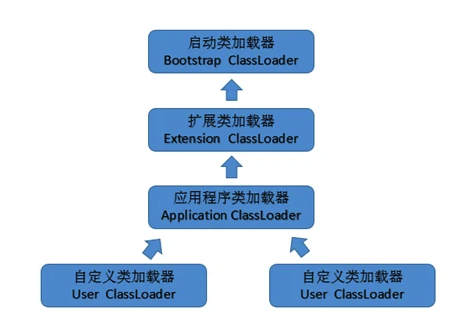 启动类加载器
Bootstrap ClassLoader
扩展类加载器
Extension ClassLoader
应用程序类加载器
Application ClassLoader
自定义类加载器
User ClassLoader
自定义类加载器
User ClassLoader